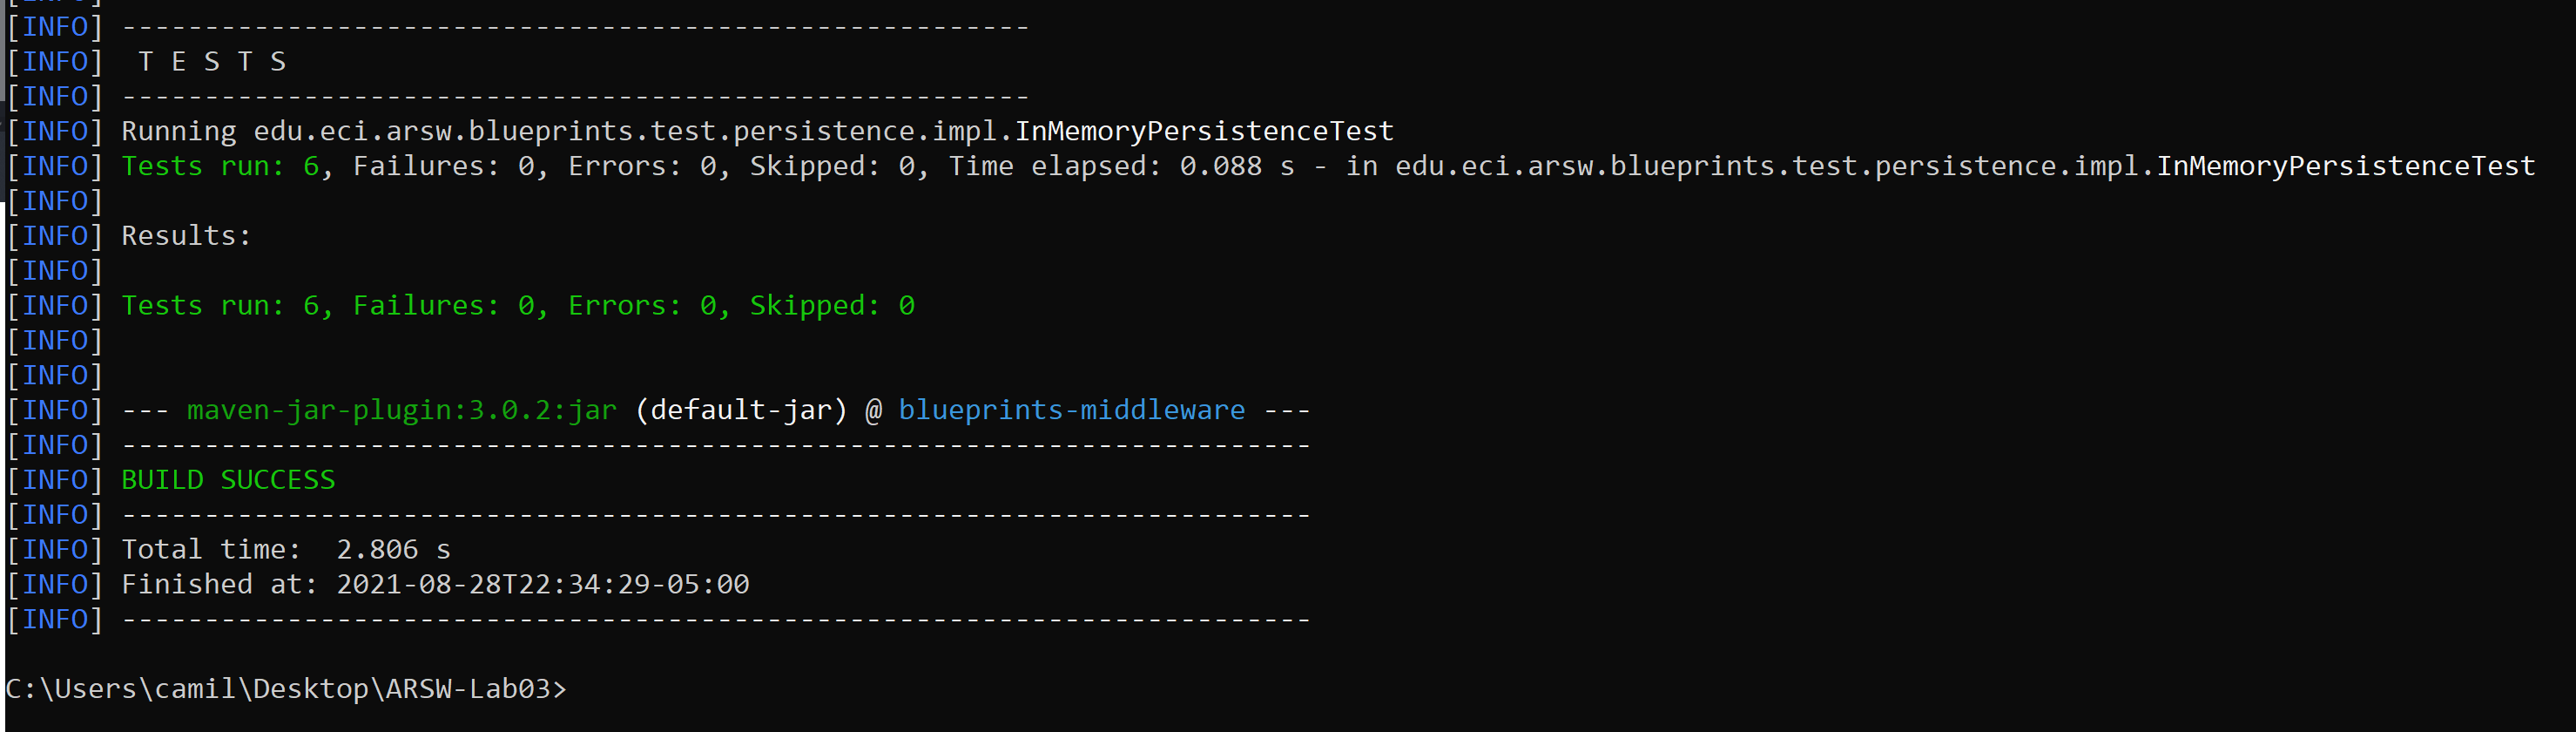 [INFO]
[INFO] -------------------------------------------------------
[INFO]  T E S T S
[INFO] -------------------------------------------------------
[INFO] Running edu.eci.arsw.blueprints.test.persistence.impl.InMemoryPersistenceTest
[INFO] Tests run: 6, Failures: 0, Errors: 0, Skipped: 0, Time elapsed: 0.088 s - in edu.eci.arsw.blueprints.test.persistence.impl.InMemoryPersistenceTest
[INFO]
[INFO] Results:
[INFO]
[INFO] Tests run: 6, Failures: 0, Errors: 0, Skipped: 0
[INFO]
[INFO]
[INFO] --- maven-jar-plugin:3.0.2:jar (default-jar) @ blueprints-middleware ---
[INFO] ------------------------------------------------------------------------
[INFO] BUILD SUCCESS
[INFO] ------------------------------------------------------------------------
[INFO] Total time:  2.806 s
[INFO] Finished at: 2021-08-28T22:34:29-05:00
[INFO] ------------------------------------------------------------------------
C:\Users\camil\Desktop\ARSW-Lab03>